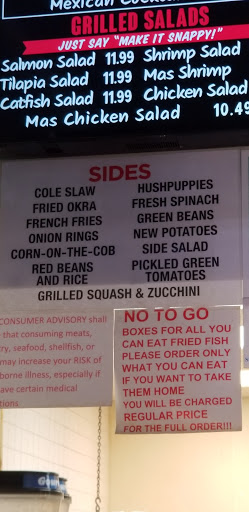 Mexican
GRILLED SALADS
JUST SAY "MAKE IT SNAPPY!"
Salmon Salad 11.99 Shrimp Salad
Tilapia Salad 11.99 Mas Shrimp
Catfish Salad 11.99 Chicken Salad
Mas Chicken Salad 10.49
SIDES
COLE SLAW
FRIED OKRA
FRENCH FRIES
ONION RINGS
CORN-ON-THE-COB
RED BEANS
AND RICE
HUSHPUPPIES
FRESH SPINACH
GREEN BEANS
NEW POTATOES
SIDE SALAD
PICKLED GREEN
TOMATOES
GRILLED SQUASH & ZUCCHINI
CONSUMER ADVISORY shall
that consuming meats,
ry, seafood, shellfish, or
may increase your RISK of
borne illness, especially if
ave certain medical
tions
NO TO GO
BOXES FOR ALL YOU
CAN EAT FRIED FISH
PLEASE ORDER ONLY
WHAT YOU CAN EAT
IF YOU WANT TO TAKE
THEM HOME
YOU WILL BE CHARGED
REGULAR PRICE
FOR THE FULL ORDER!!!